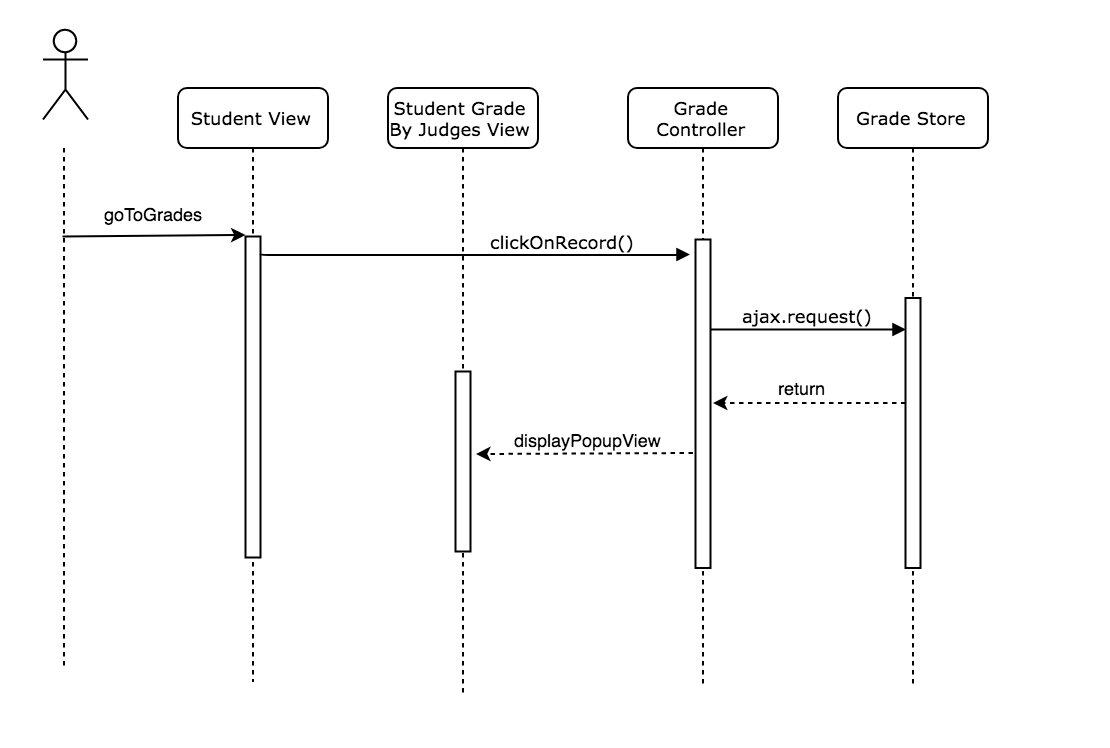 Student View
Student Grade
By Judges View
Grade
Controller
Grade Store
goToGrades
clickOnRecord()
ajax.request()
return
displayPopupView